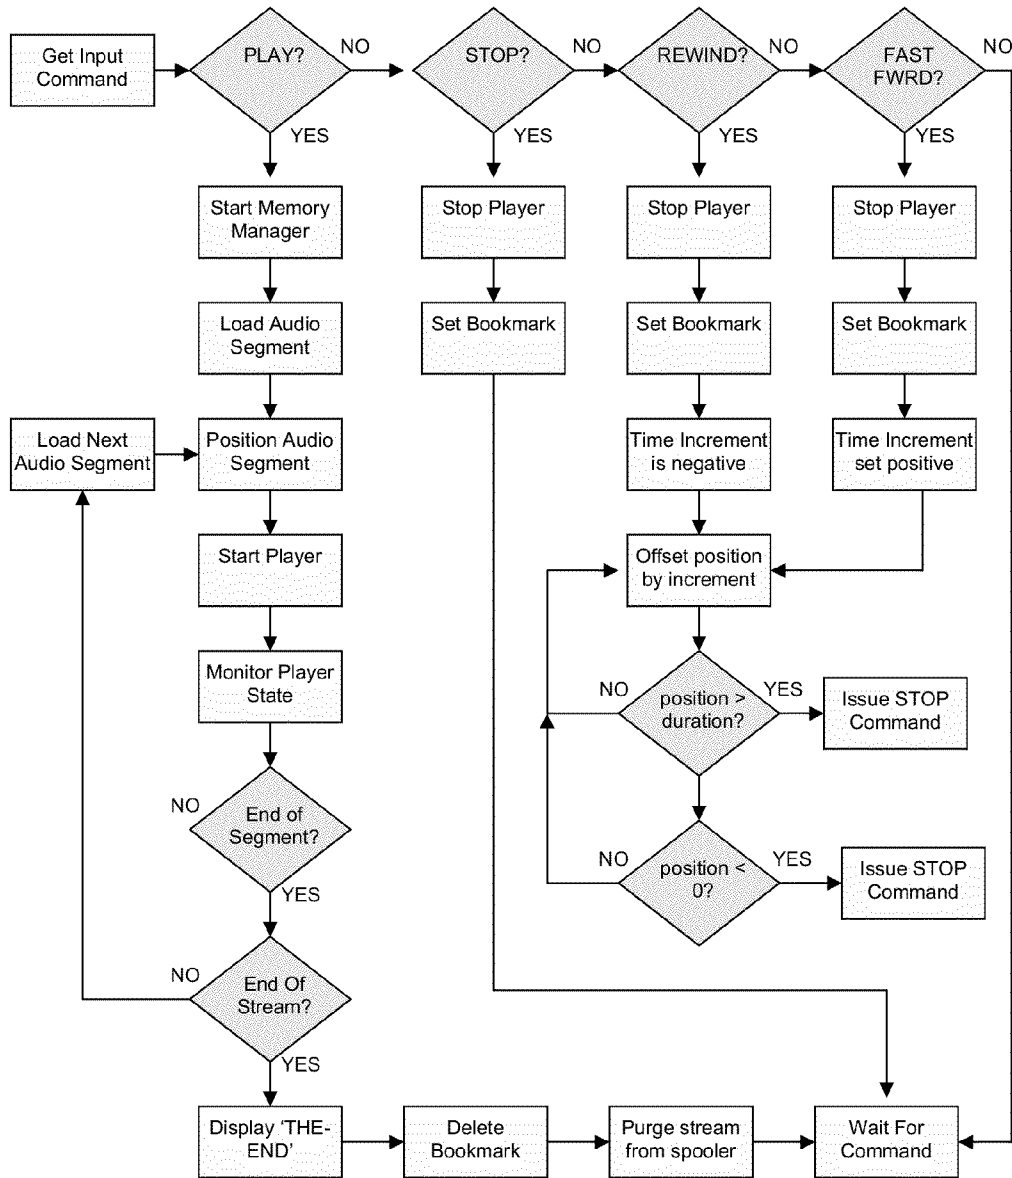 Get Input
Command
PLAY?
NO
STOP?
NO
REWIND?
NO
FAST
FWRD?
NO
YES
YES
YES
YES
Start Memory
Manager
Stop Player
Stop Player
Stop Player
Load Audio
Segment
Set Bookmark
Set Bookmark
Set Bookmark
Load Next
Audio Segment
Position Audio
Segment
Time Increment
is negative
Time Increment
set positive
Start Player
Offset position
by increment
Monitor Player
State
NO
position >
duration?
YES
Issue STOP
Command
NO
End of
Segment?
YES
NO
position <
0?
YES
Issue STOP
Command
NO
End Of
Stream?
YES
Display ‘THE-
END’
Delete
Bookmark
Purge stream
from spooler
Wait For
Command